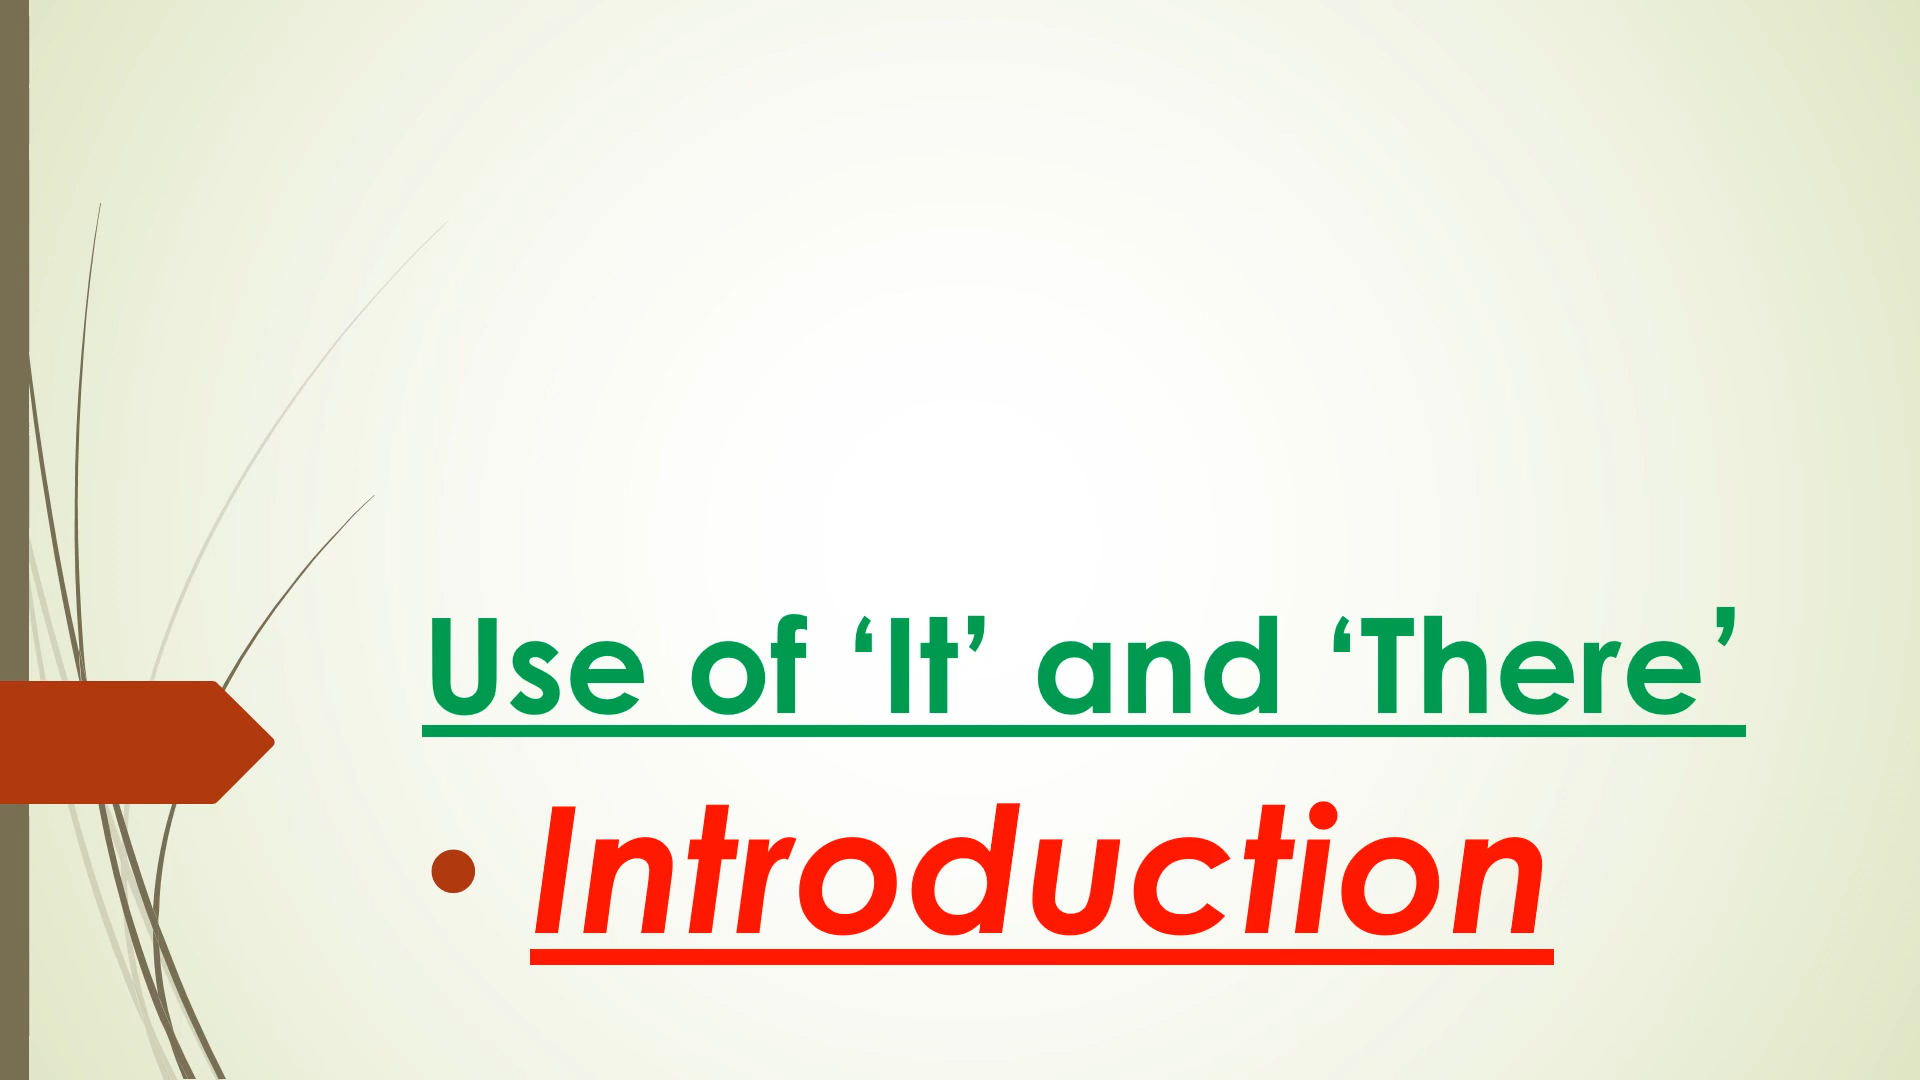 Use of ‘It’ and ‘There’
• Introduction